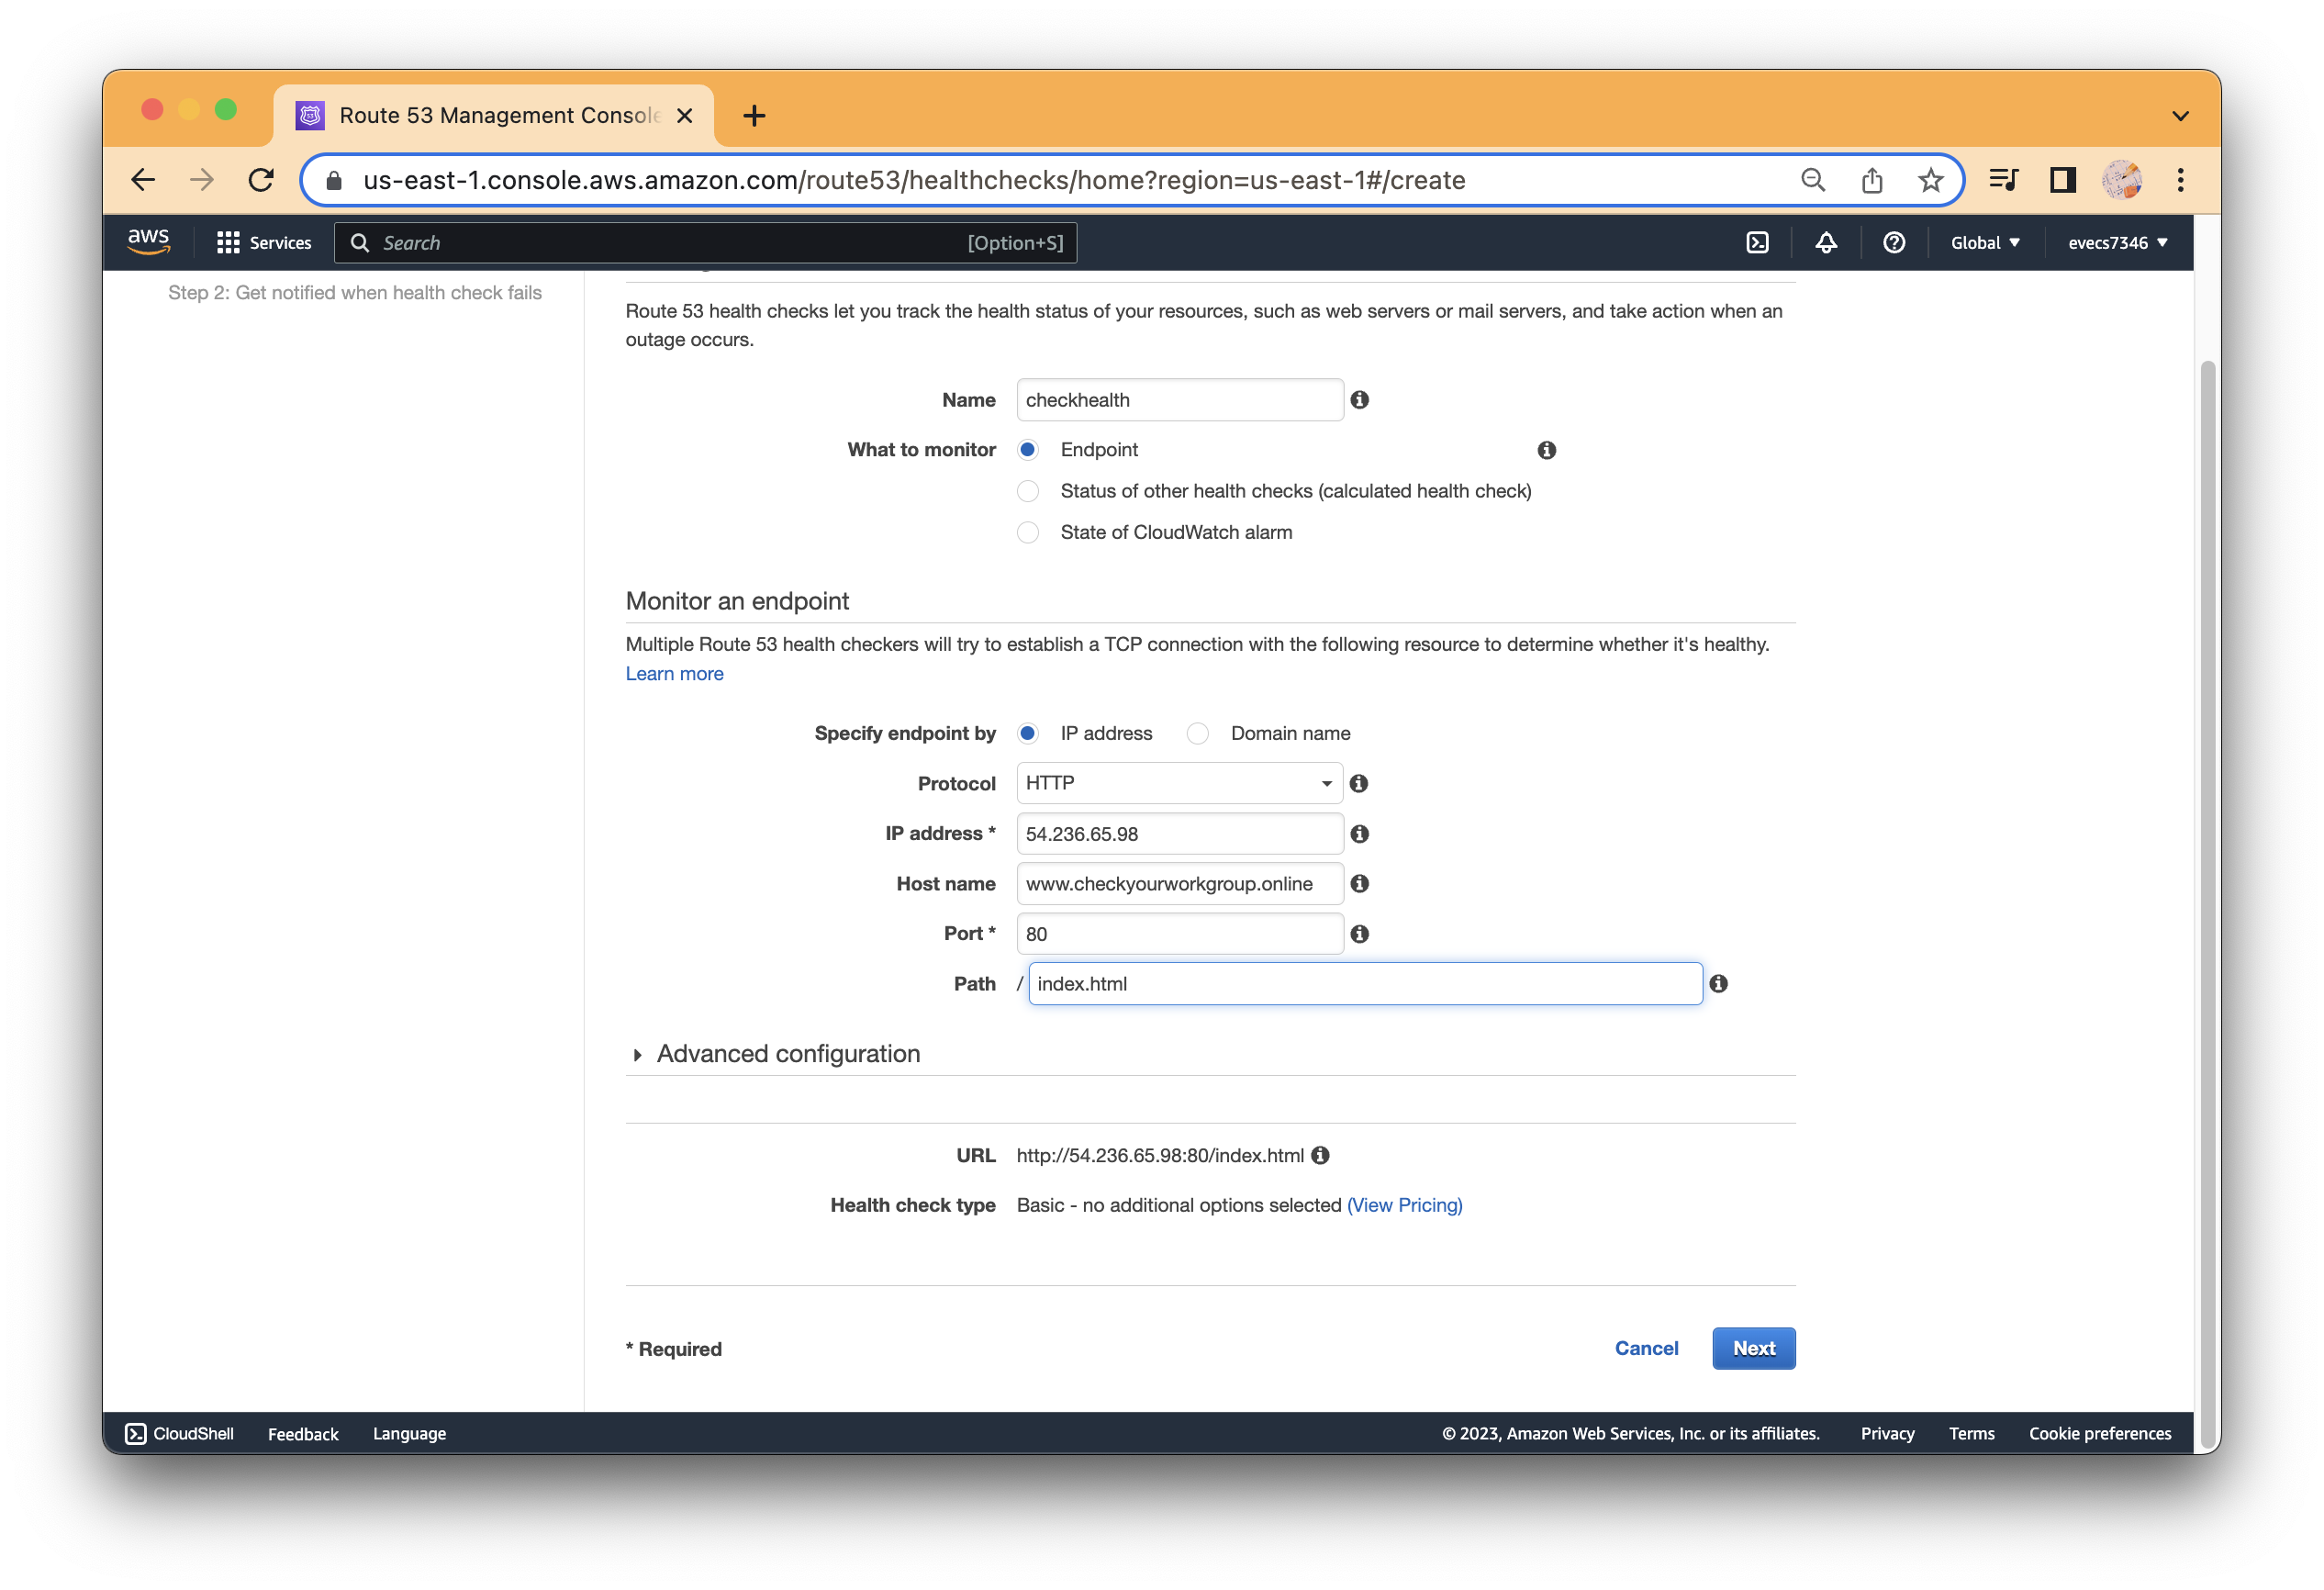 Route 53 Management Console
us-east-1.console.aws.amazon.com/route53/healthchecks/home?region=us-east-1#/create
aws Services Search [Option+S] Global evecs7346
Step 2: Get notified when health check fails
Route 53 health checks let you track the health status of your resources, such as web servers or mail servers, and take action when an
outage occurs.
Name checkhealth
What to monitor Endpoint
Status of other health checks (calculated health check)
State of CloudWatch alarm
Monitor an endpoint
Multiple Route 53 health checkers will try to establish a TCP connection with the following resource to determine whether it's healthy.
Learn more
Specify endpoint by IP address Domain name
Protocol HTTP
IP address * 54.236.65.98
Host name www.checkyourworkgroup.online
Port * 80
Path / index.html
Advanced configuration
URL http://54.236.65.98:80/index.html
Health check type Basic - no additional options selected (View Pricing)
* Required Cancel Next
CloudShell Feedback Language © 2023, Amazon Web Services, Inc. or its affiliates. Privacy Terms Cookie preferences